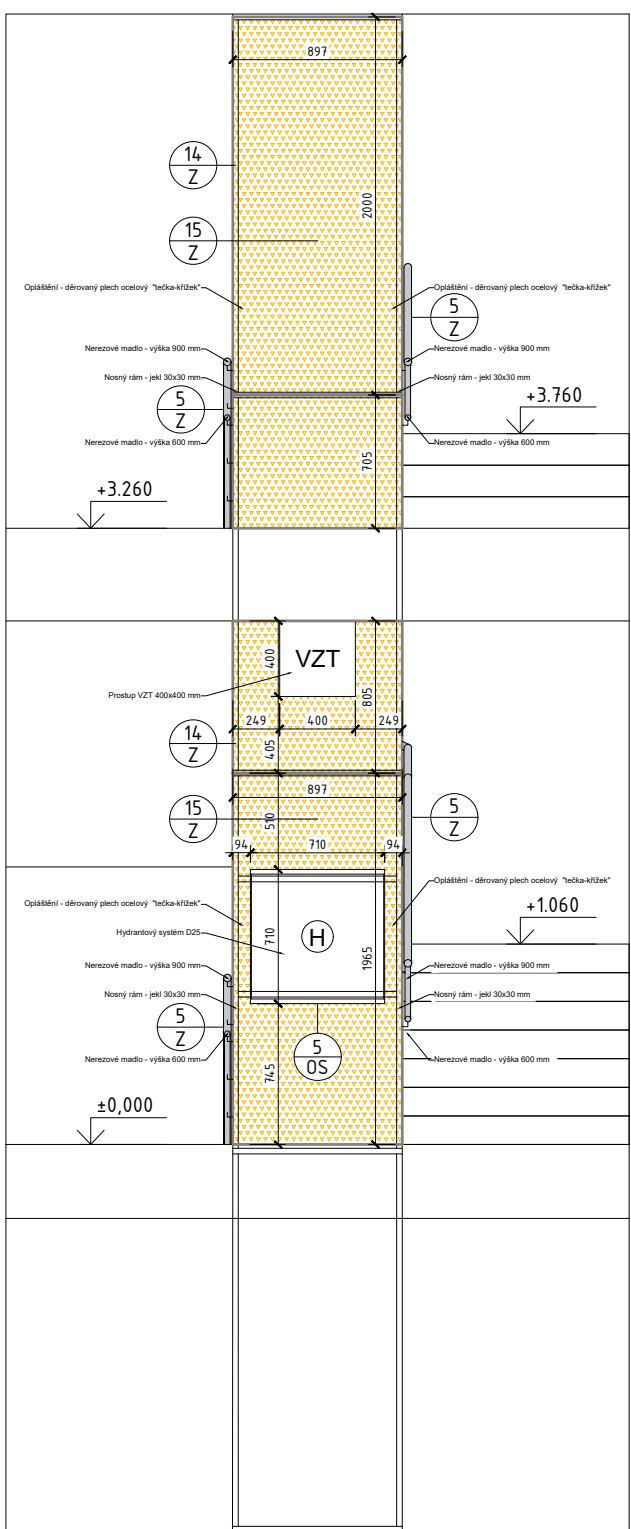 897
14
Z
2000
15
Z
Opláštění - děrovaný plech ocelový "tečka-křížek"
Opláštění - děrovaný plech ocelový "tečka-křížek"
5
Z
Nerezové madlo - výška 900 mm
Nerezové madlo - výška 900 mm
Nosný rám - jekl 30x30 mm
Nosný rám - jekl 30x30 mm
5
Z
+3.760
Nerezové madlo - výška 600 mm
Nerezové madlo - výška 600 mm
705
+3.260
400
VZT
805
Prostup VZT 400x400 mm
249
400
249
14
Z
405
897
15
Z
510
5
Z
94
710
94
Opláštění - děrovaný plech ocelový "tečka-křížek"
Opláštění - děrovaný plech ocelový "tečka-křížek"
+1.060
Hydrantový systém D25
710
H
1965
Nerezové madlo - výška 900 mm
Nerezové madlo - výška 900 mm
Nosný rám - jekl 30x30 mm
Nosný rám - jekl 30x30 mm
5
Z
5
OS
Nerezové madlo - výška 600 mm
Nerezové madlo - výška 600 mm
745
±0,000